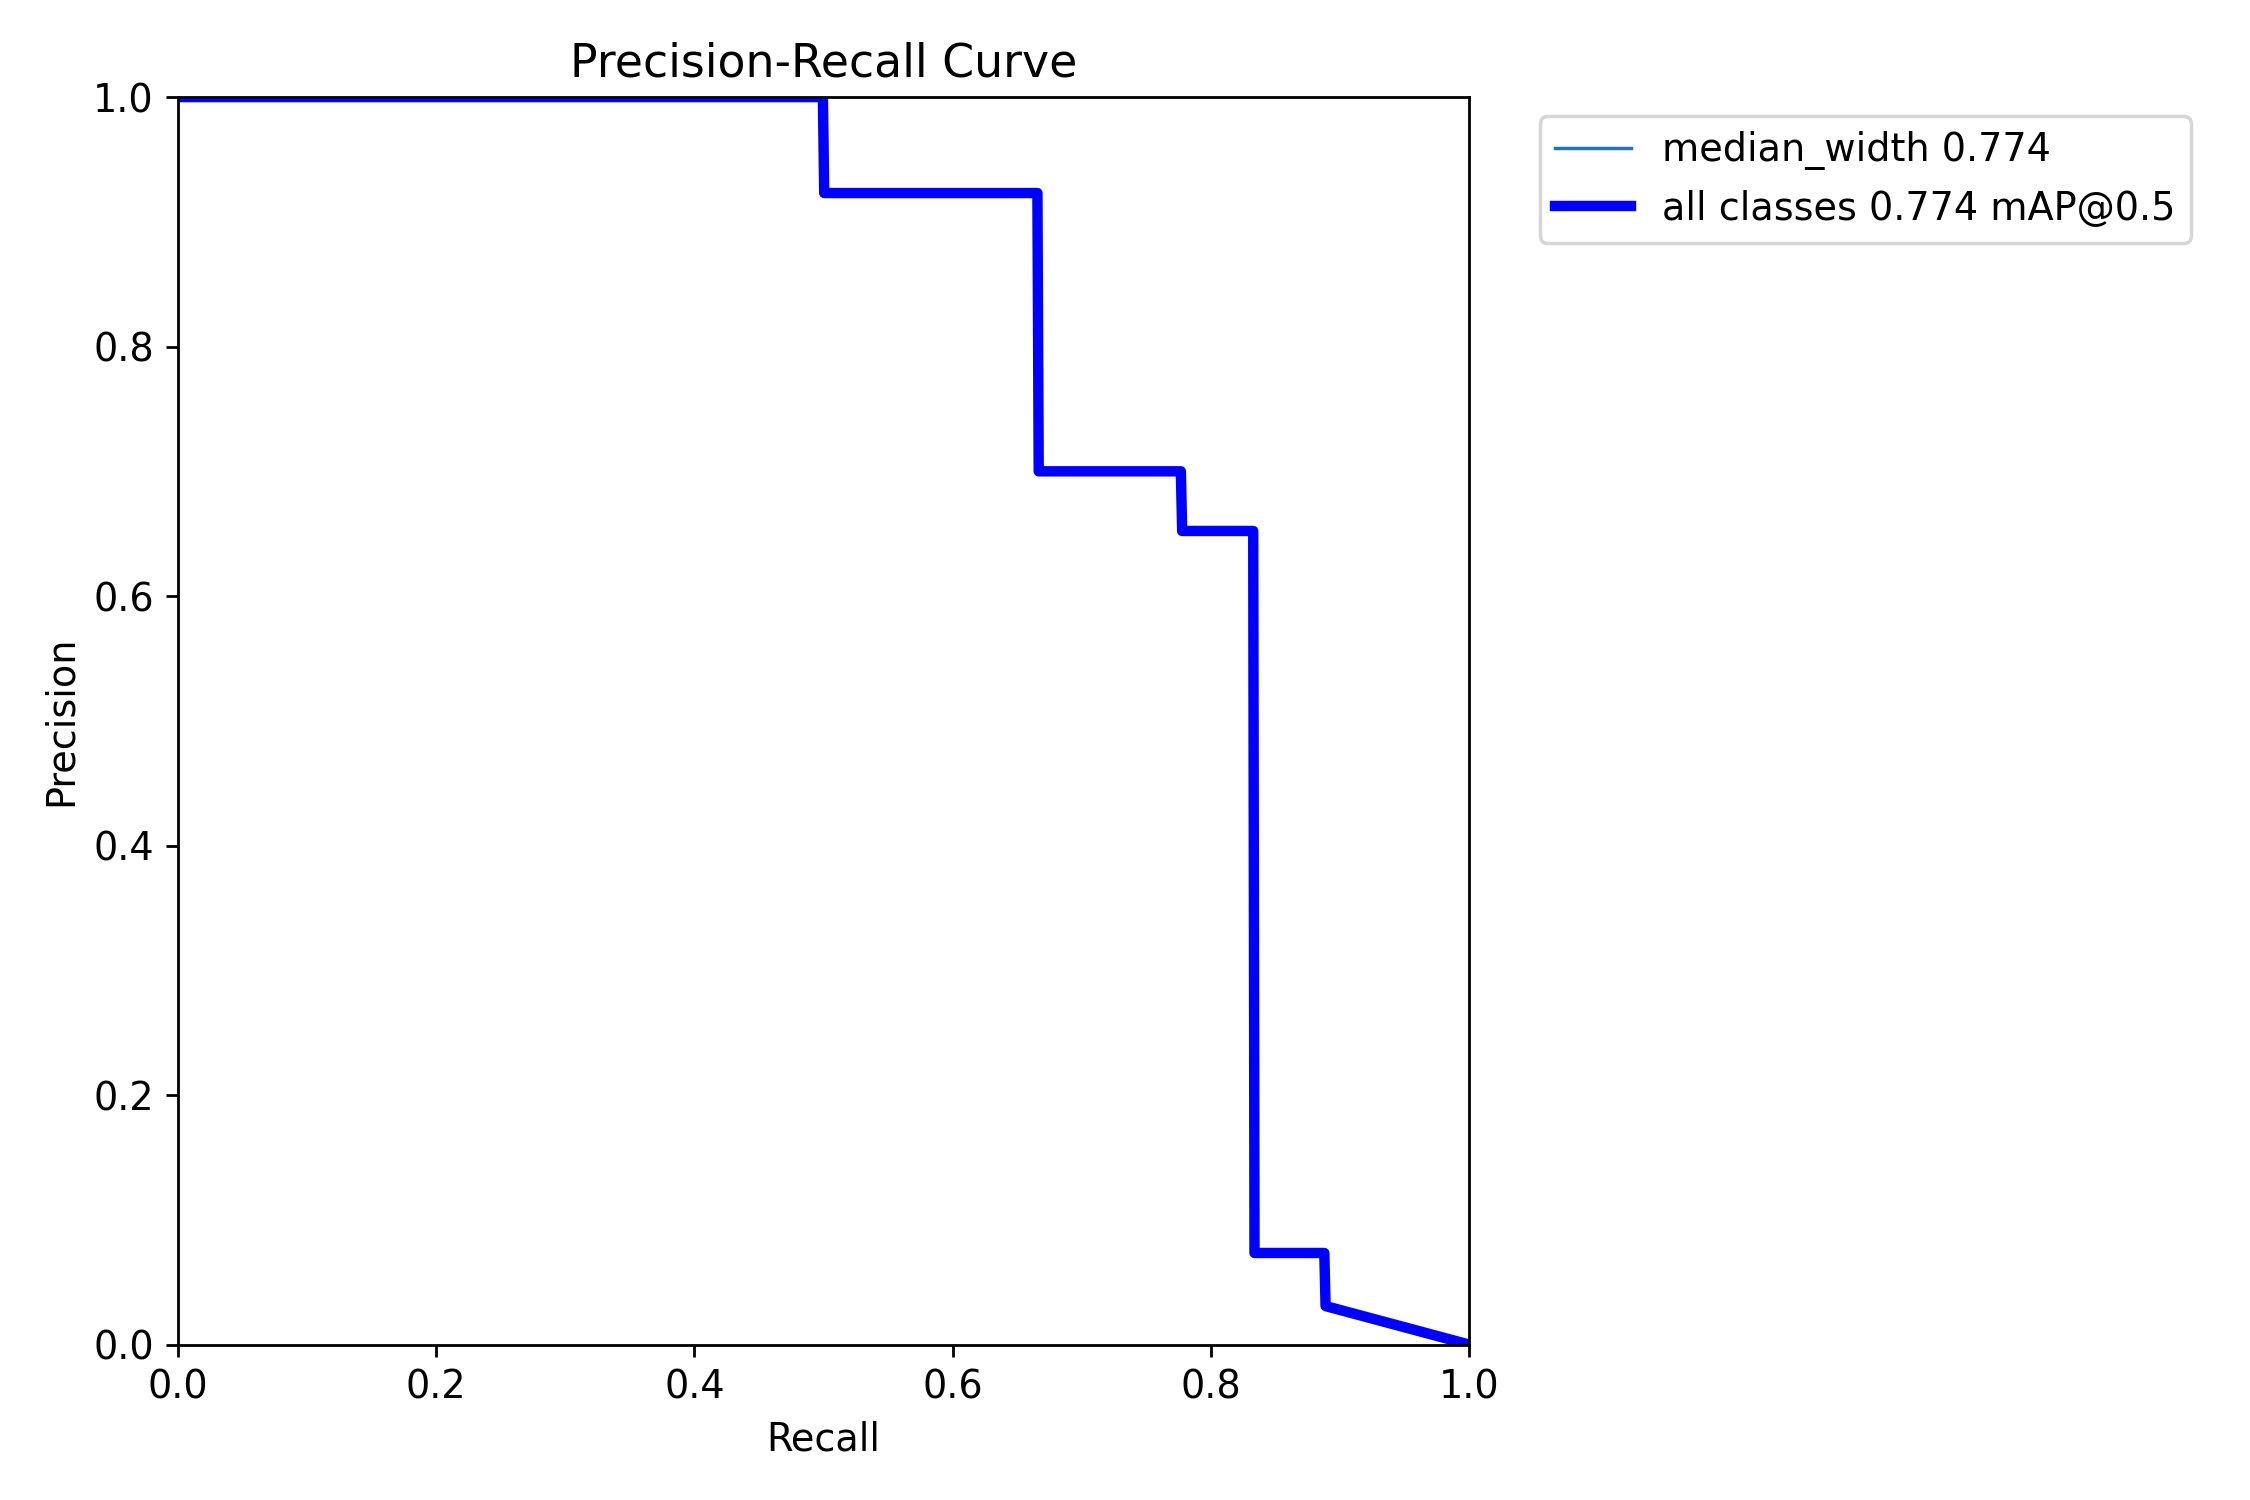 Precision-Recall Curve
1.0
0.8
0.6
0.4
0.2
0.0
Precision
0.0 0.2 0.4 0.6 0.8 1.0
Recall
median_width 0.774
all classes 0.774 mAP@0.5